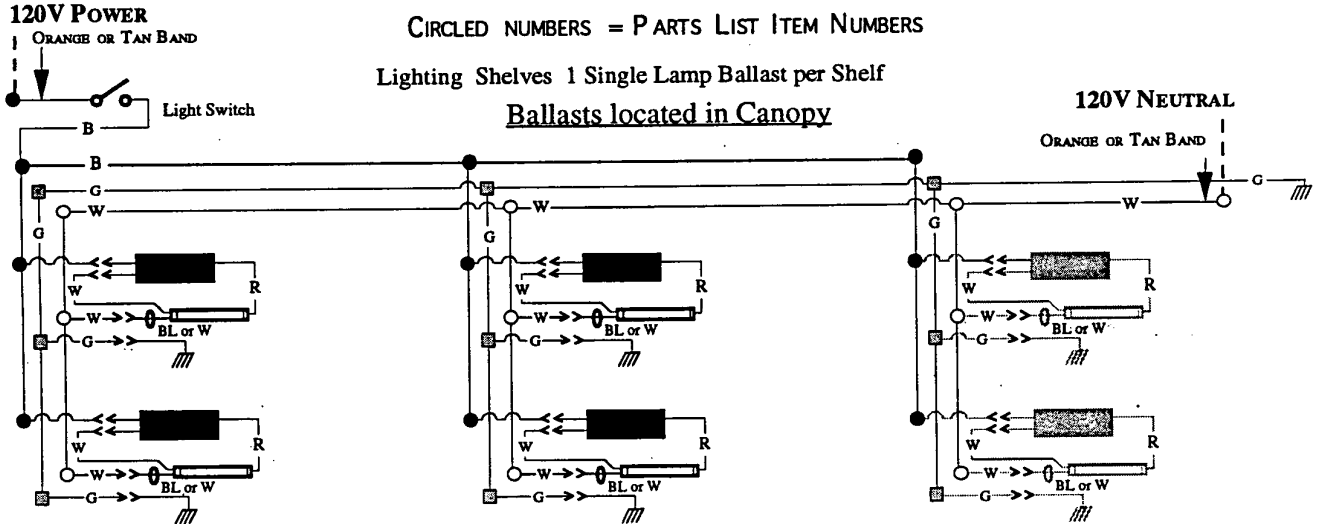 120V POWER
ORANGE OR TAN BAND
CIRCLED NUMBERS = PARTS LIST ITEM NUMBERS
Lighting Shelves 1 Single Lamp Ballast per Shelf
Ballasts located in Canopy
Light Switch
120V NEUTRAL
ORANGE OR TAN BAND
B
B
G
G
W
W
W
W
G
G
G
W
R
W
R
W
R
W
BL or W
W
BL or W
W
BL or W
G
G
G
W
R
W
R
W
R
W
BL or W
W
BL or W
W
BL or W
G
G
G